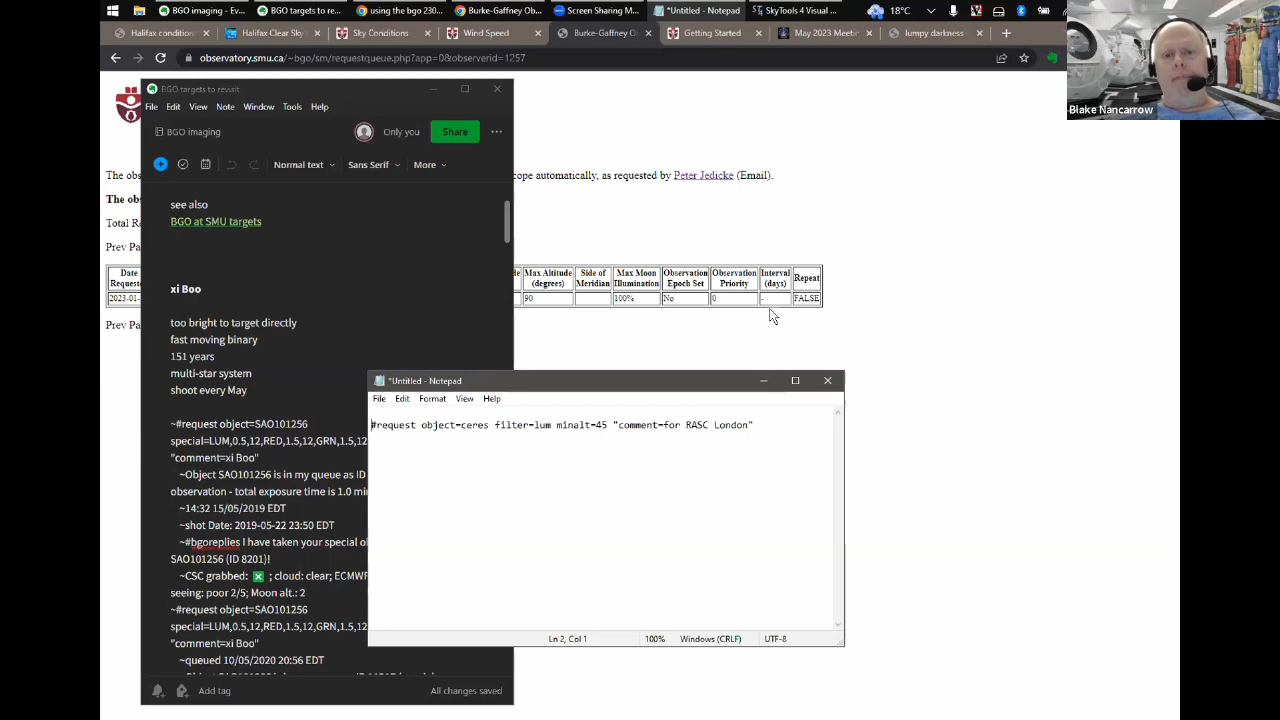 BGO imaging - Eve...
BGO targets to re...
using the bgo 230...
Burke-Gaffney Ob...
Screen Sharing M...
*Untitled - Notepad
SkyTools 4 Visual ...
18°C
Halifax conditions
Halifax Clear Sky
Sky Conditions
Wind Speed
Burke-Gaffney O
Getting Started
May 2023 Meetin
lumpy darkness
observatory.smu.ca/~bgo/sm/requestqueue.php?app=0&observerid=1257
Blake Nancarrow
BGO targets to revisit
File Edit View Note Window Tools Help
BGO imaging
Only you
Share
Normal text
Sans Serif
More
The obs
cope automatically, as requested by Peter Jedicke (Email).
The ob
Total Ra
Prev Pa
see also
BGO at SMU targets
Date
Requeste
de
Max Altitude
(degrees)
Side of
Meridian
Max Moon
Illumination
Observation
Epoch Set
Observation
Priority
Interval
(days)
Repeat
2023-01-
90
100%
No
0
-
FALSE
Prev Pa
xi Boo
too bright to target directly
fast moving binary
151 years
multi-star system
shoot every May
~#request object=SAO101256
special=LUM,0.5,12,RED,1.5,12,GRN,1.5,12
"comment=xi Boo"
~Object SAO101256 is in my queue as ID
observation - total exposure time is 1.0 mi
~14:32 15/05/2019 EDT
~shot Date: 2019-05-22 23:50 EDT
~#bgoreplies I have taken your special ob
SAO101256 (ID 8201)!
~CSC grabbed: ; cloud: clear; ECMWF
seeing: poor 2/5; Moon alt.: 2
~#request object=SAO101256
special=LUM,0.5,12,RED,1.5,12,GRN,1.5,12
"comment=xi Boo"
~queued 10/05/2020 20:56 EDT
Add tag
All changes saved
*Untitled - Notepad
File Edit Format View Help
#request object=ceres filter=lum minalt=45 "comment=for RASC London"
Ln 2, Col 1
100%
Windows (CRLF)
UTF-8